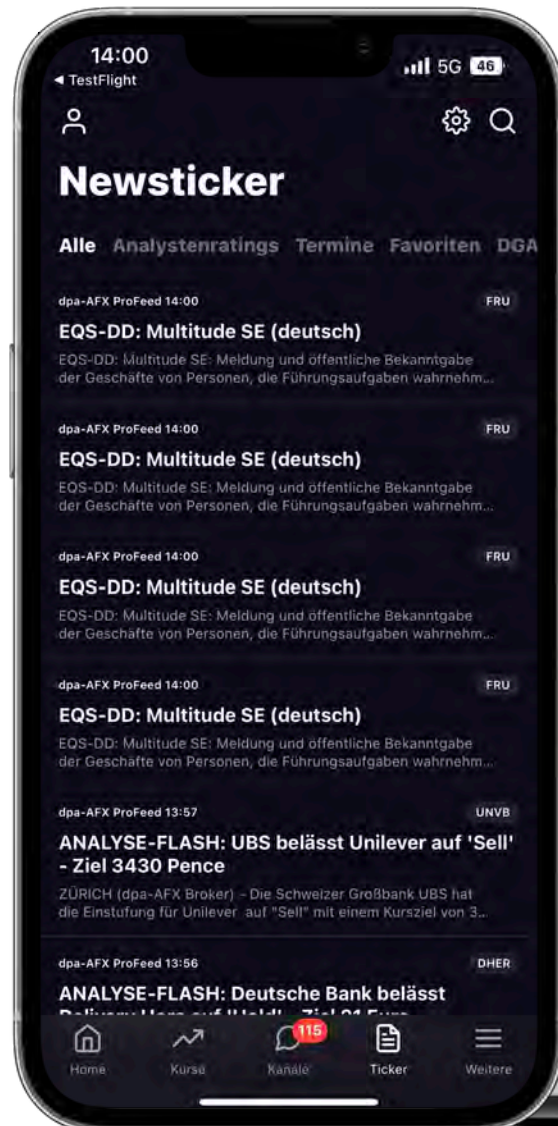 14:00
5G 46
◄ TestFlight
Newsticker
Alle Analystenratings Termine Favoriten DGA
dpa-AFX ProFeed 14:00 FRU
EQS-DD: Multitude SE (deutsch)
EQS-DD: Multitude SE: Meldung und öffentliche Bekanntgabe
der Geschäfte von Personen, die Führungsaufgaben wahrnehm...
dpa-AFX ProFeed 14:00 FRU
EQS-DD: Multitude SE (deutsch)
EQS-DD: Multitude SE: Meldung und öffentliche Bekanntgabe
der Geschäfte von Personen, die Führungsaufgaben wahrnehm...
dpa-AFX ProFeed 14:00 FRU
EQS-DD: Multitude SE (deutsch)
EQS-DD: Multitude SE: Meldung und öffentliche Bekanntgabe
der Geschäfte von Personen, die Führungsaufgaben wahrnehm...
dpa-AFX ProFeed 14:00 FRU
EQS-DD: Multitude SE (deutsch)
EQS-DD: Multitude SE: Meldung und öffentliche Bekanntgabe
der Geschäfte von Personen, die Führungsaufgaben wahrnehm...
dpa-AFX ProFeed 13:57 UNVB
ANALYSE-FLASH: UBS belässt Unilever auf 'Sell'
- Ziel 3430 Pence
ZÜRICH (dpa-AFX Broker) - Die Schweizer Großbank UBS hat
die Einstufung für Unilever auf "Sell" mit einem Kursziel von 3...
dpa-AFX ProFeed 13:56 DHER
ANALYSE-FLASH: Deutsche Bank belässt
115
Home Kurse Kanäle Ticker Weitere